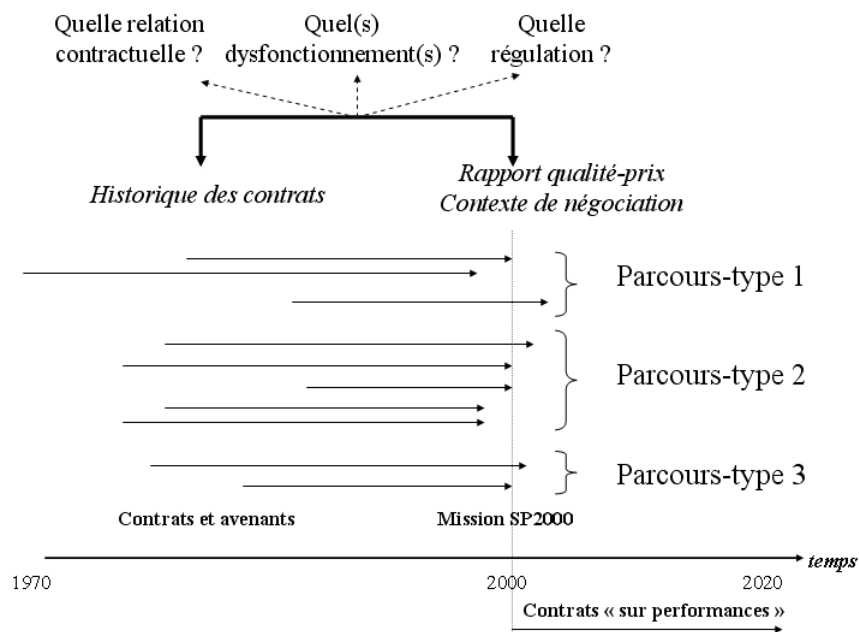 Quelle relation
contractuelle ?
Quel(s)
dysfonctionnement(s) ?
Quelle
régulation ?
Historique des contrats
Rapport qualité-prix
Contexte de négociation
Parcours-type 1
Parcours-type 2
Parcours-type 3
Contrats et avenants
Mission SP2000
temps
1970
2000
2020
Contrats « sur performances »